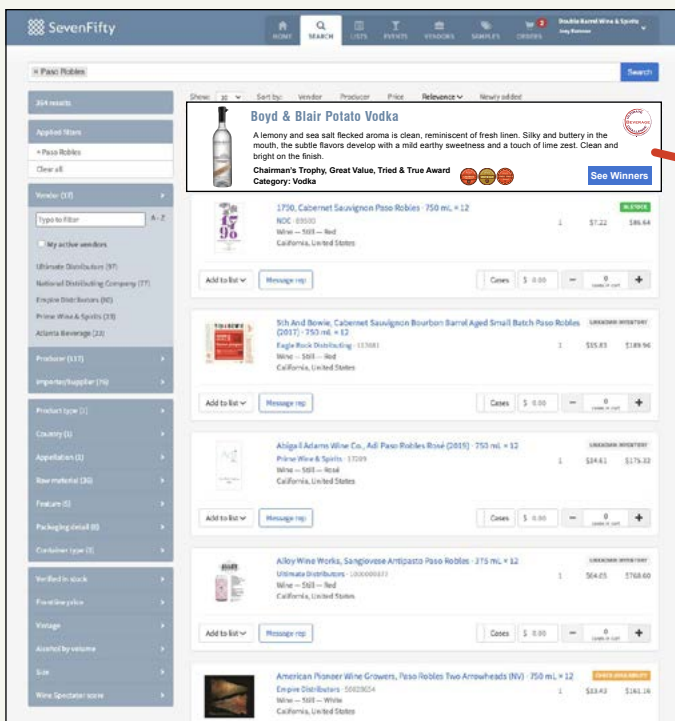 SevenFifty
HOME
SEARCH
LISTS
EVENTS
VENDORS
SAMPLES
ORDERS
Double Barrel Wine & Spirits
× Paso Robles
Search
364 results
Show:
Sort by:
Vendor
Producer
Price
Relevance
Newly added
Applied filters
× Paso Robles
Clear all
Boyd & Blair Potato Vodka
A lemony and sea salt flecked aroma is clean, reminiscent of fresh linen. Silky and buttery in the
mouth, the subtle flavors develop with a mild earthy sweetness and a touch of lime zest. Clean and
bright on the finish.
Chairman's Trophy, Great Value, Tried & True Award
Category: Vodka
See Winners
BEVERAGE
Vendor (17)
Type to filter
A - Z
My active vendors
Ultimate Distributors (97)
National Distributing Company (77)
Empire Distributors (50)
Prime Wine & Spirits (33)
Atlanta Beverage (23)
Producer (117)
Importer/Supplier (76)
Product type (1)
Country (1)
Appellation (1)
Raw material (36)
Feature (5)
Packaging detail (8)
Container type (3)
Verified in stock
Frontline price
Vintage
Alcohol by volume
Size
Wine Spectator score
1790, Cabernet Sauvignon Paso Robles - 750 mL × 12
IN STOCK
NDC - 89500
1 $7.22 $86.64
Wine — Still — Red
California, United States
Add to list
Message rep
Cases $ 0.00 − 0 +
5th And Bowie, Cabernet Sauvignon Bourbon Barrel Aged Small Batch Paso Robles
(2017) - 750 mL × 12
UNKNOWN INVENTORY
Eagle Rock Distributing
1 $15.83 $189.96
Wine — Still — Red
California, United States
Add to list
Message rep
Cases $ 0.00 − 0 +
Abigail Adams Wine Co., Adi Paso Robles Rosé (2019) - 750 mL × 12
UNKNOWN INVENTORY
Prime Wine & Spirits - 17209
1 $14.61 $175.32
Wine — Still — Rosé
California, United States
Add to list
Message rep
Cases $ 0.00 − 0 +
Alloy Wine Works, Sangiovese Antipasto Paso Robles - 375 mL × 12
UNKNOWN INVENTORY
Ultimate Distributors
1 $64.05 $768.60
Wine — Still — Red
California, United States
Add to list
Message rep
Cases $ 0.00 − 0 +
American Pioneer Wine Growers, Paso Robles Two Arrowheads (NV) - 750 mL × 12
CHECK AVAILABILITY
Empire Distributors
1 $13.43 $161.16
Wine — Still — White
California, United States